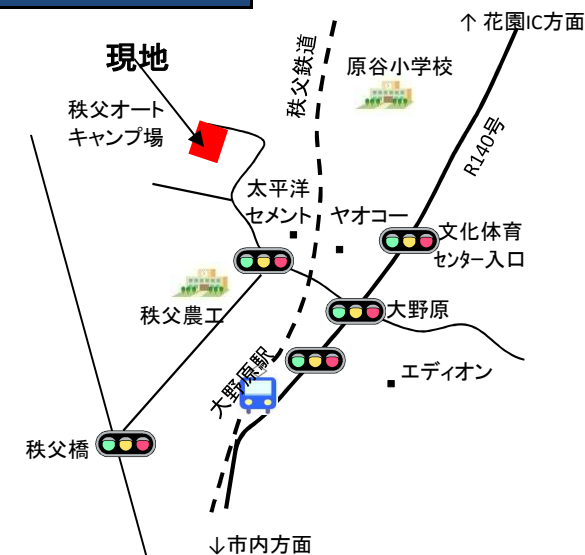 ↑ 花園IC方面
現地
秩父鉄道
原谷小学校
秩父オート
キャンプ場
R140号
太平洋
セメント
ヤオコー
文化体育
センター入口
秩父農工
大野原
大野原駅
エディオン
秩父橋
↓市内方面